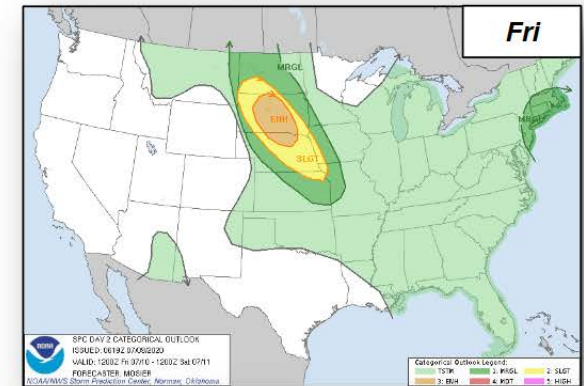 Fri
MRGL
ENH
SLGT
MRGL
SPC DAY 2 CATEGORICAL OUTLOOK
ISSUED: 0619Z 07/09/2020
VALID: 1200Z Fri 07/10 - 1200Z Sat 07/11
FORECASTER: MOSIER
NOAA/NWS Storm Prediction Center, Norman, Oklahoma
noaa
Categorical Outlook Legend:
TSTM 1: MRGL 2: SLGT
3: ENH 4: MDT 5: HIGH